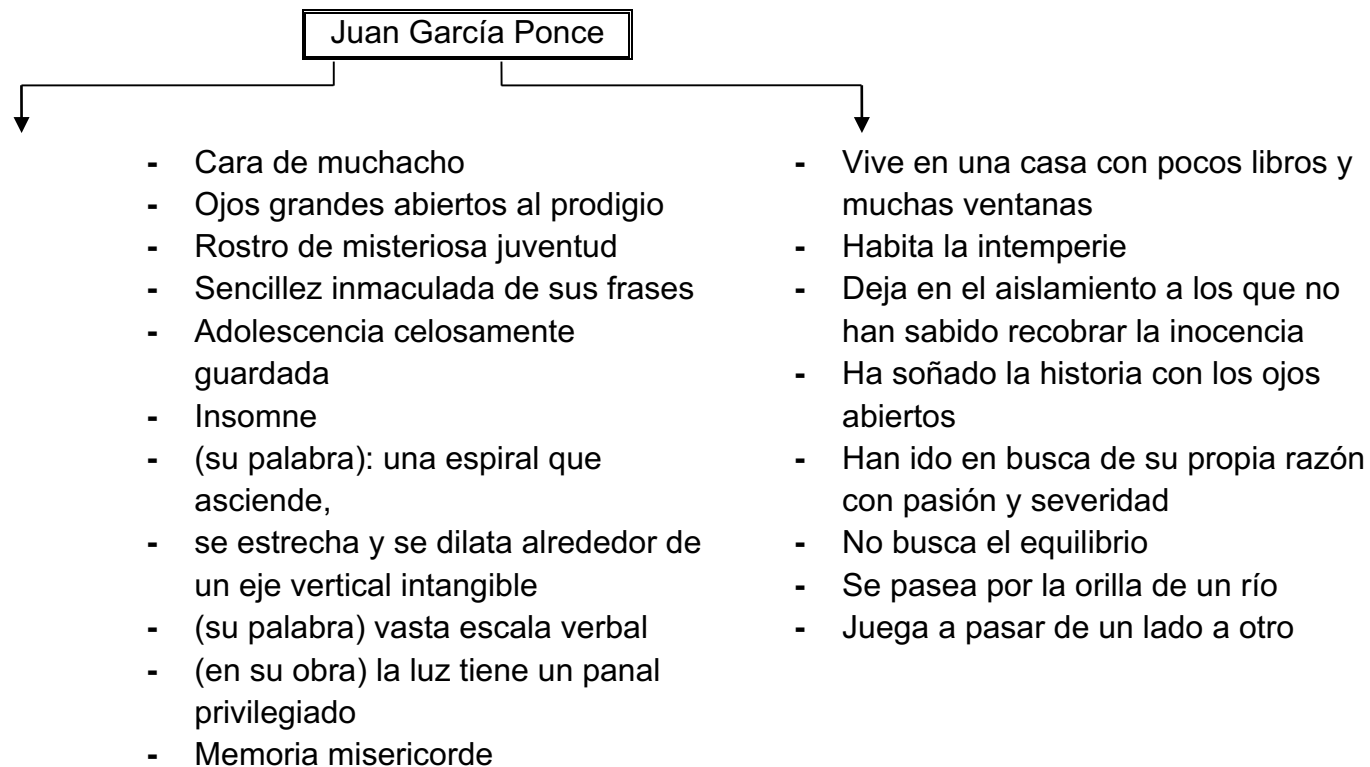 Juan García Ponce
- Cara de muchacho
- Ojos grandes abiertos al prodigio
- Rostro de misteriosa juventud
- Sencillez inmaculada de sus frases
- Adolescencia celosamente
guardada
- Insomne
- (su palabra): una espiral que
asciende,
- se estrecha y se dilata alrededor de
un eje vertical intangible
- (su palabra) vasta escala verbal
- (en su obra) la luz tiene un panal
privilegiado
- Memoria misericorde
- Vive en una casa con pocos libros y
muchas ventanas
- Habita la intemperie
- Deja en el aislamiento a los que no
han sabido recobrar la inocencia
- Ha soñado la historia con los ojos
abiertos
- Han ido en busca de su propia razón
con pasión y severidad
- No busca el equilibrio
- Se pasea por la orilla de un río
- Juega a pasar de un lado a otro